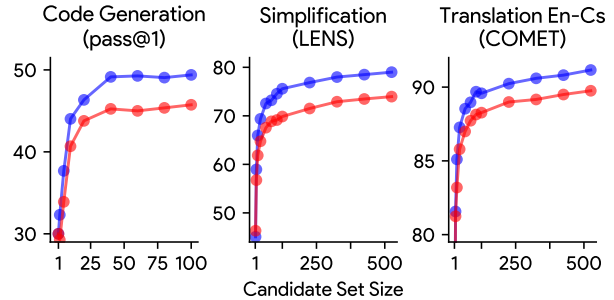 Code Generation
(pass@1)
Simplification
(LENS)
Translation En-Cs
(COMET)
50
40
30
1 25 50 75 100
80
70
60
50
1 250 500
90
85
80
1 250 500
Candidate Set Size